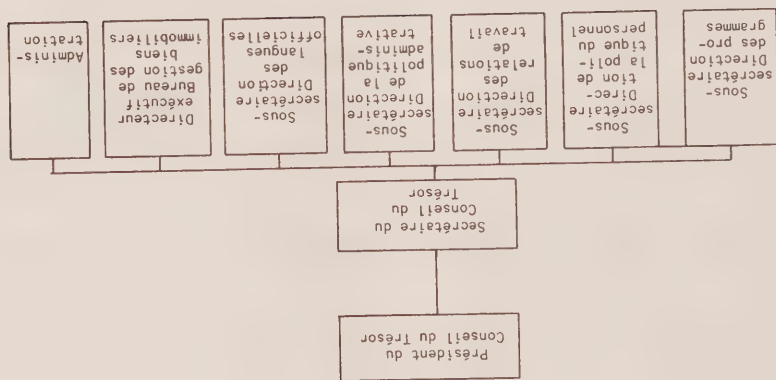 Président du
Conseil du Trésor
Secrétaire du
Conseil du
Trésor
Sous-
secrétaire
Direction
des pro-
grammes
Sous-
secrétaire
Direc-
tion de
la poli-
tique du
personnel
Sous-
secrétaire
Direction
des
relations
de
travail
Sous-
secrétaire
Direction
de la
politique
adminis-
trative
Sous-
secrétaire
Direction
des
langues
officielles
Directeur
exécutif
Bureau de
gestion des
biens
immobiliers
Adminis-
tration